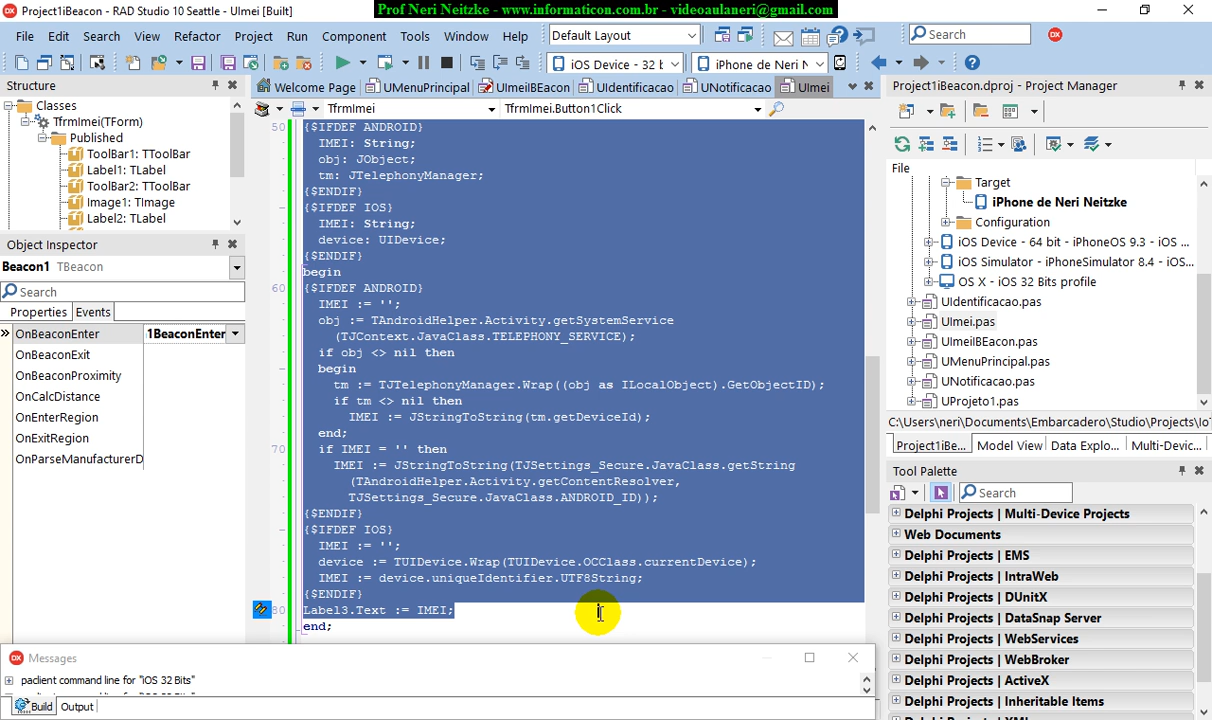 Project1iBeacon - RAD Studio 10 Seattle - UImei [Built]
Prof Neri Neitzke - www.informaticon.com.br - videoaulaneri@gmail.com
File Edit Search View Refactor Project Run Component Tools Window Help
Default Layout
Search
iOS Device - 32 b
iPhone de Neri N
Structure
Classes
TfrmImei(TForm)
Published
ToolBar1: TToolBar
Label1: TLabel
ToolBar2: TToolBar
Image1: TImage
Label2: TLabel
Object Inspector
Beacon1 TBeacon
Search
Properties Events
OnBeaconEnter 1BeaconEnter
OnBeaconExit
OnBeaconProximity
OnCalcDistance
OnEnterRegion
OnExitRegion
OnParseManufacturerD
Welcome Page UMenuPrincipal UImeilBEacon UIdentificacao UNotificacao UImei
TfrmImei TfrmImei.Button1Click
50 {$IFDEF ANDROID}
IMEI: String;
obj: JObject;
tm: JTelephonyManager;
{$ENDIF}
{$IFDEF IOS}
IMEI: String;
device: UIDevice;
{$ENDIF}
begin
60 {$IFDEF ANDROID}
IMEI := '';
obj := TAndroidHelper.Activity.getSystemService
(TJContext.JavaClass.TELEPHONY_SERVICE);
if obj <> nil then
begin
tm := TJTelephonyManager.Wrap((obj as ILocalObject).GetObjectID);
if tm <> nil then
IMEI := JStringToString(tm.getDeviceId);
end;
70 if IMEI = '' then
IMEI := JStringToString(TJSettings_Secure.JavaClass.getString
(TAndroidHelper.Activity.getContentResolver,
TJSettings_Secure.JavaClass.ANDROID_ID));
{$ENDIF}
{$IFDEF IOS}
IMEI := '';
device := TUIDevice.Wrap(TUIDevice.OCClass.currentDevice);
IMEI := device.uniqueIdentifier.UTF8String;
{$ENDIF}
80 Label3.Text := IMEI;
end;
Messages
paclient command line for "iOS 32 Bits"
Build Output
Project1iBeacon.dproj - Project Manager
File
Target
iPhone de Neri Neitzke
Configuration
iOS Device - 64 bit - iPhoneOS 9.3 - iOS ...
iOS Simulator - iPhoneSimulator 8.4 - iOS...
OS X - iOS 32 Bits profile
UIdentificacao.pas
UImei.pas
UImeilBEacon.pas
UMenuPrincipal.pas
UNotificacao.pas
UProjeto1.pas
C:\Users\neri\Documents\Embarcadero\Studio\Projects\Io
Project1iBe... Model View Data Explo... Multi-Devic...
Tool Palette
Search
Delphi Projects | Multi-Device Projects
Web Documents
Delphi Projects | EMS
Delphi Projects | IntraWeb
Delphi Projects | DUnitX
Delphi Projects | DataSnap Server
Delphi Projects | WebServices
Delphi Projects | WebBroker
Delphi Projects | ActiveX
Delphi Projects | Inheritable Items